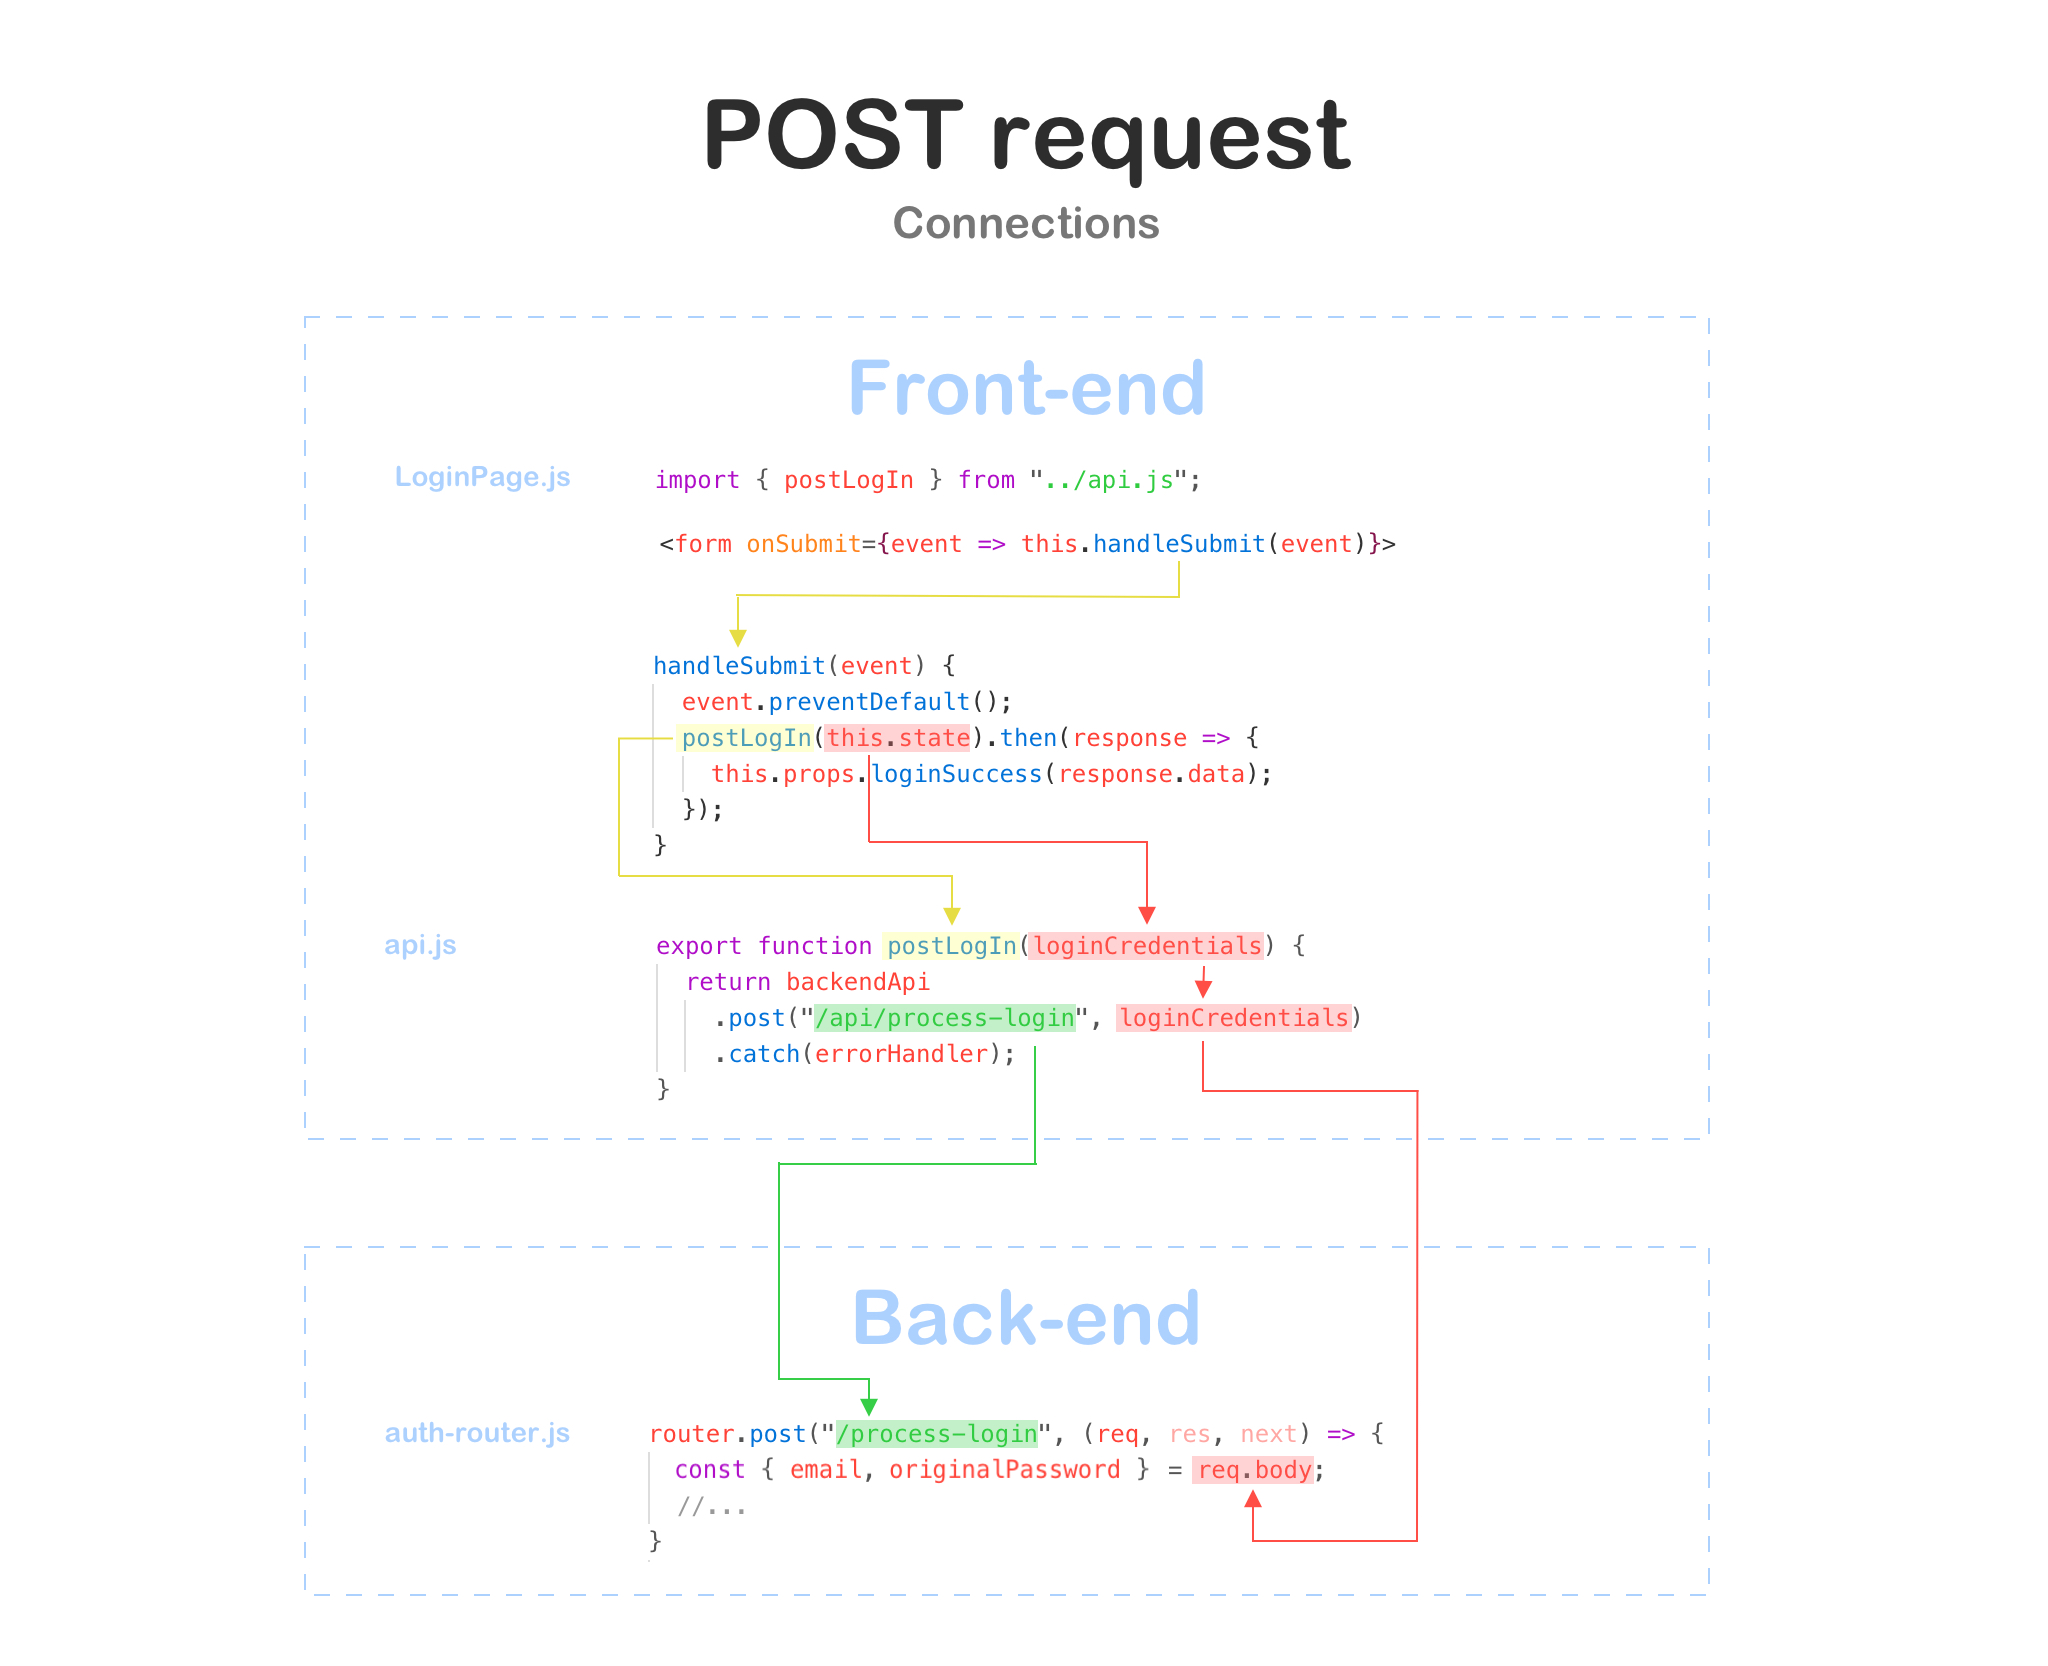 POST request
Connections
Front-end
LoginPage.js
import { postLogIn } from "../api.js";
<form onSubmit={event => this.handleSubmit(event)}>
handleSubmit(event) {
event.preventDefault();
postLogIn(this.state).then(response => {
this.props.loginSuccess(response.data);
});
}
api.js
export function postLogIn(loginCredentials) {
return backendApi
.post("/api/process-login", loginCredentials)
.catch(errorHandler);
}
Back-end
auth-router.js
router.post("/process-login", (req, res, next) => {
const { email, originalPassword } = req.body;
//...
}